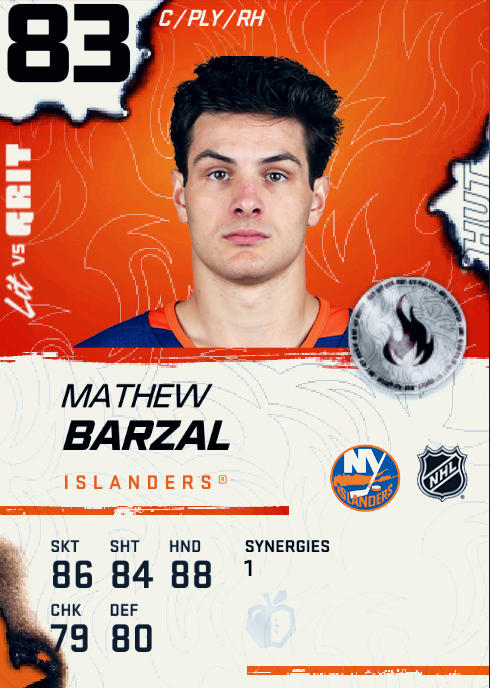 83
C/PLY/RH
Lit vs GRIT
HUT
MATHEW
BARZAL
ISLANDERS®
NY
ISLANDERS
NHL
SKT SHT HND
86 84 88
CHK DEF
79 80
SYNERGIES
1